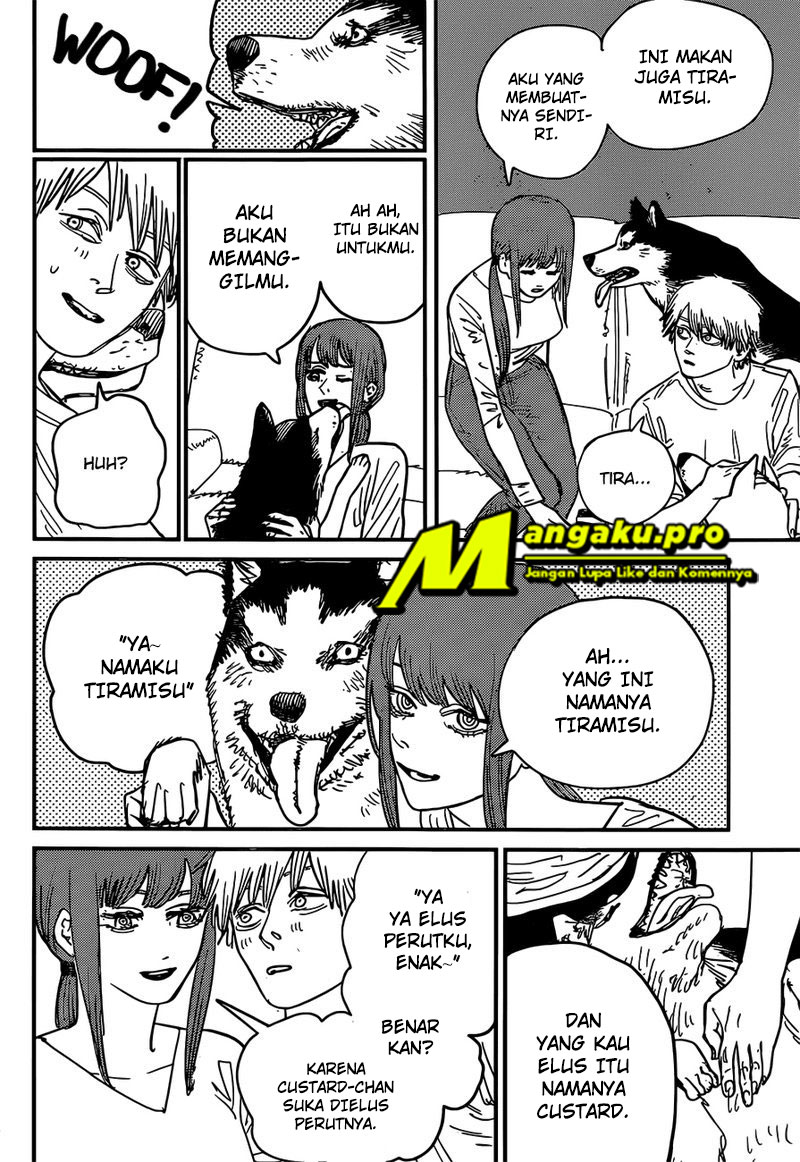 INI MAKAN
JUGA TIRA-
MISU.
AKU YANG
MEMBUAT-
NYA SENDI-
RI.
TIRA...
WOOF!
AH AH,
ITU BUKAN
UNTUKMU.
AKU
BUKAN
MEMANG-
GILMU.
HUH?
Mangaku.pro
Jangan Lupa Like dan Komennya
AH...
YANG INI
NAMANYA
TIRAMISU.
"YA~
NAMAKU
TIRAMISU"
DAN
YANG KAU
ELUS ITU
NAMANYA
CUSTARD.
"YA
YA ELUS
PERUTKU,
ENAK~"
BENAR
KAN?
KARENA
CUSTARD-CHAN
SUKA DIELUS
PERUTNYA.